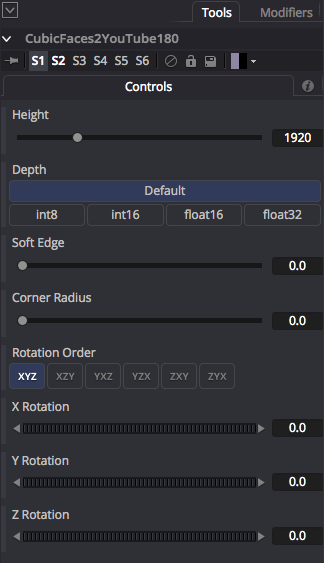 Tools Modifiers
CubicFaces2YouTube180
S1 S2 S3 S4 S5 S6
Controls
Height
1920
Depth
Default
int8 int16 float16 float32
Soft Edge
0.0
Corner Radius
0.0
Rotation Order
XYZ XZY YXZ YZX ZXY ZYX
X Rotation
0.0
Y Rotation
0.0
Z Rotation
0.0